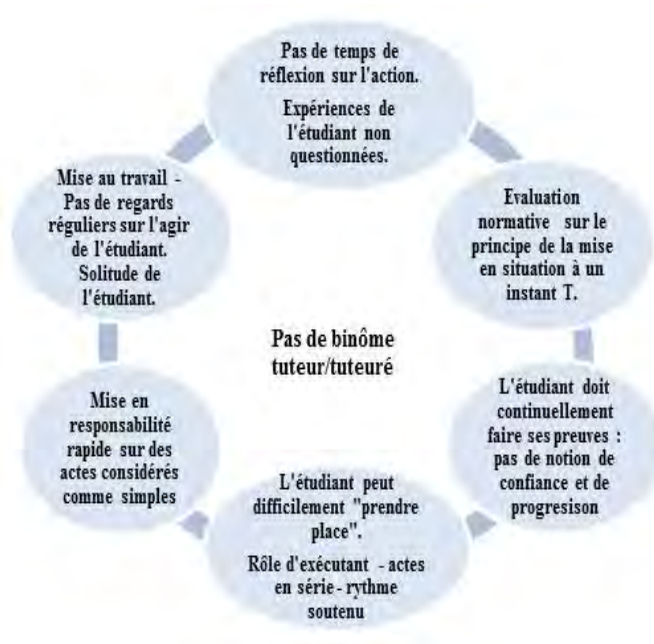 Pas de temps de
réflexion sur l'action.
Expériences de
l'étudiant non
questionnées.
Evaluation
normative sur le
principe de la mise
en situation à un
instant T.
L'étudiant doit
continuellement
faire ses preuves :
pas de notion de
confiance et de
progresison
L'étudiant peut
difficilement "prendre
place".
Rôle d'exécutant - actes
en série - rythme
soutenu
Mise en
responsabilité
rapide sur des
actes considérés
comme simples
Mise au travail -
Pas de regards
réguliers sur l'agir
de l'étudiant.
Solitude de
l'étudiant.
Pas de binôme
tuteur/tuteuré